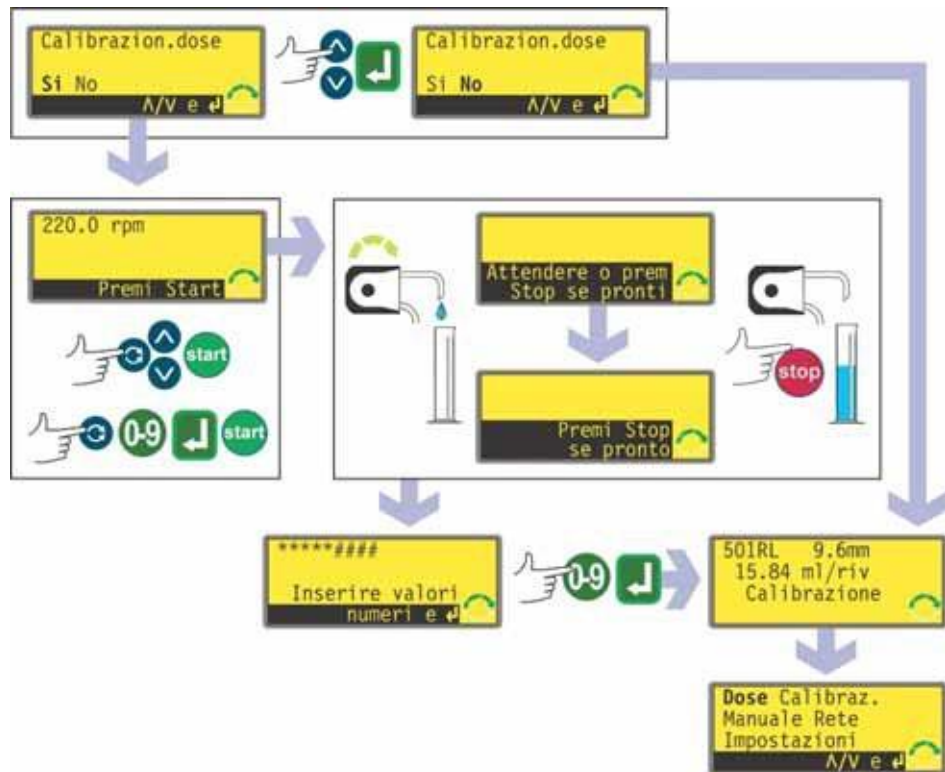 Calibrazion.dose
Si No
Λ/V e ↲
Calibrazion.dose
Si No
Λ/V e ↲
220.0 rpm
Premi Start
start
0-9
start
Attendere o prem
Stop se pronti
Premi Stop
se pronto
stop
*****####
Inserire valori
numeri e ↲
0-9
501RL 9.6mm
15.84 ml/riv
Calibrazione
Dose Calibraz.
Manuale Rete
Impostazioni
Λ/V e ↲